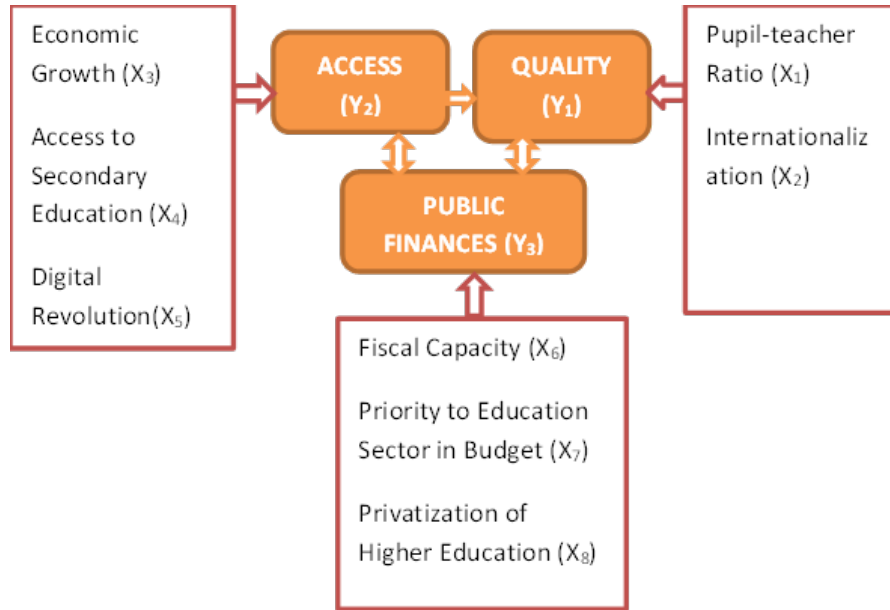 Economic
Growth (X₃)
Access to
Secondary
Education (X₄)
Digital
Revolution(X₅)
ACCESS
(Y₂)
QUALITY
(Y₁)
PUBLIC
FINANCES (Y₃)
Pupil-teacher
Ratio (X₁)
Internationaliz
ation (X₂)
Fiscal Capacity (X₆)
Priority to Education
Sector in Budget (X₇)
Privatization of
Higher Education (X₈)